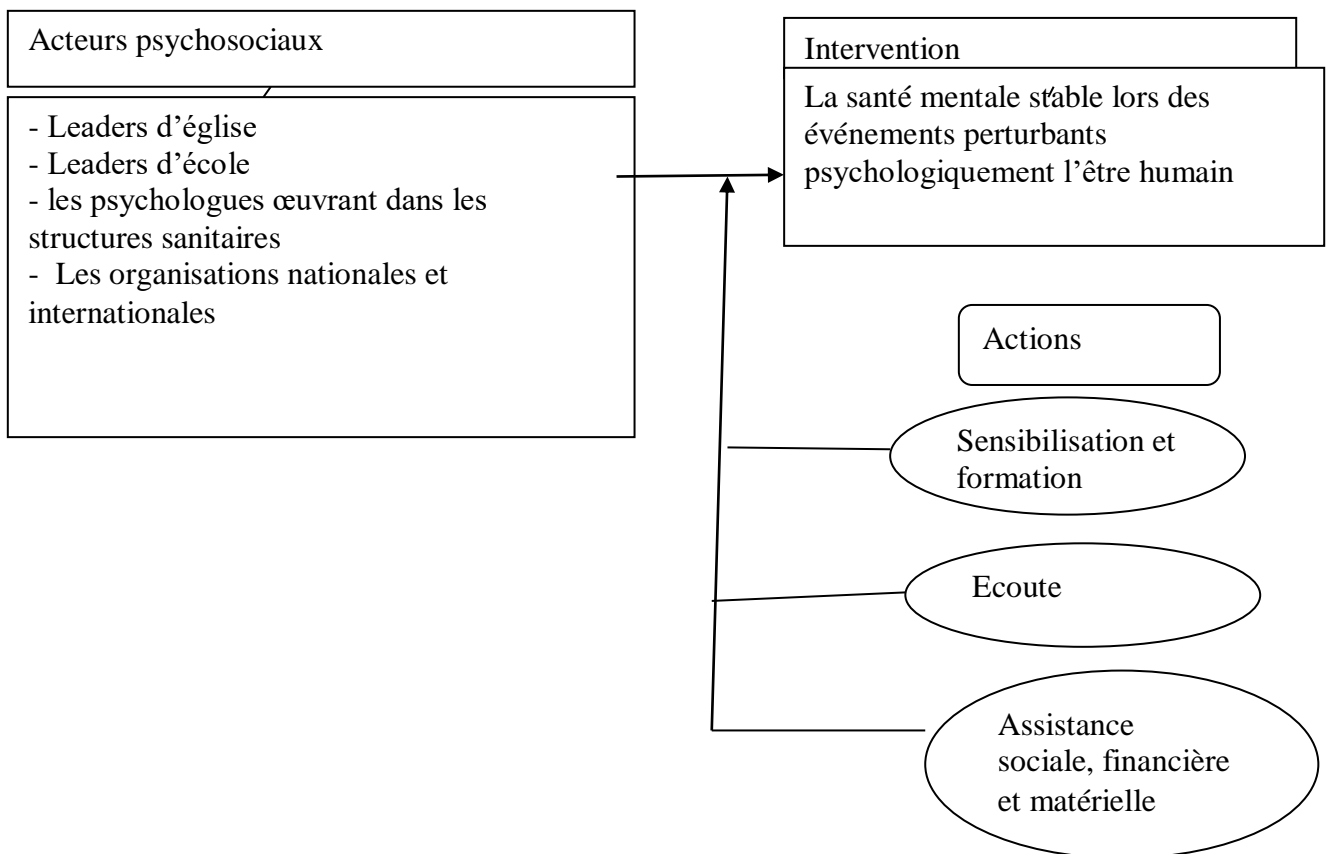 Acteurs psychosociaux
- Leaders d’église
- Leaders d’école
- les psychologues œuvrant dans les
structures sanitaires
- Les organisations nationales et
internationales
Intervention
La santé mentale stable lors des
événements perturbants
psychologiquement l’être humain
Actions
Sensibilisation et
formation
Ecoute
Assistance
sociale, financière
et matérielle